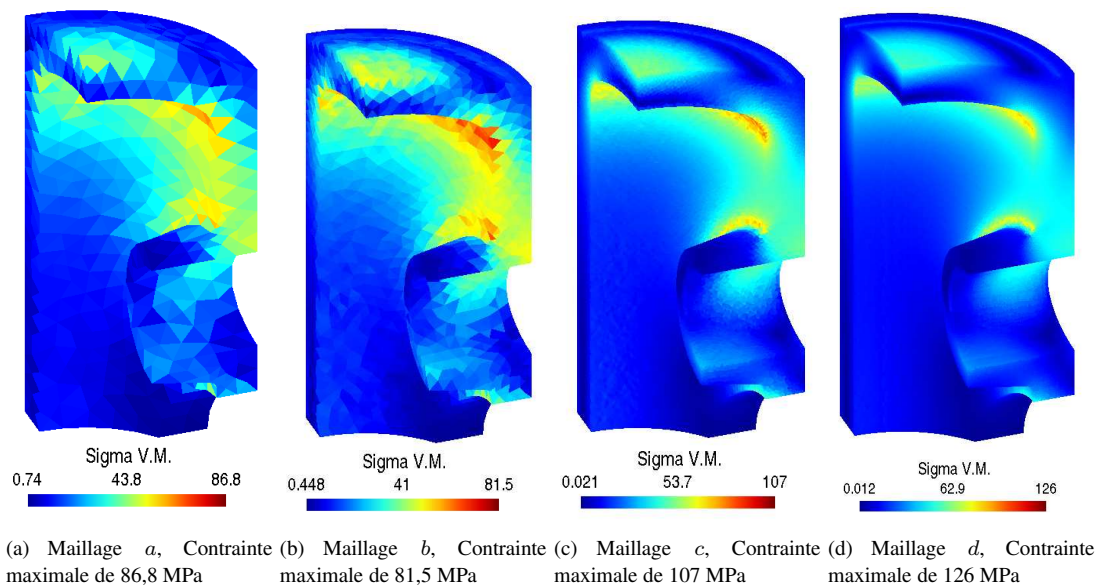 Sigma V.M.
0.74 43.8 86.8
Sigma V.M.
0.448 41 81.5
Sigma V.M.
0.021 53.7 107
Sigma V.M.
0.012 62.9 126
(a) Maillage a, Contrainte
maximale de 86,8 MPa
(b) Maillage b, Contrainte
maximale de 81,5 MPa
(c) Maillage c, Contrainte
maximale de 107 MPa
(d) Maillage d, Contrainte
maximale de 126 MPa